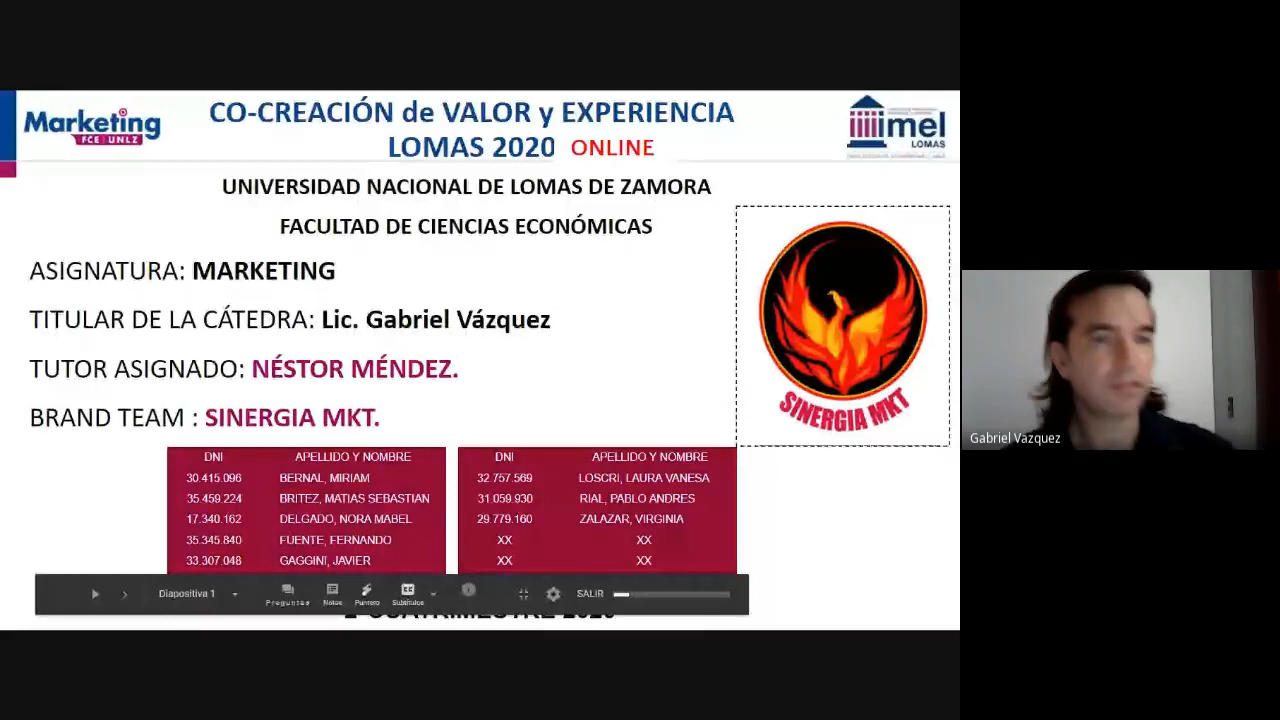 Marketing
FCE UNLZ
CO-CREACIÓN de VALOR y EXPERIENCIA
LOMAS 2020 ONLINE
imel
LOMAS
UNIVERSIDAD NACIONAL DE LOMAS DE ZAMORA
FACULTAD DE CIENCIAS ECONÓMICAS
ASIGNATURA: MARKETING
TITULAR DE LA CÁTEDRA: Lic. Gabriel Vázquez
TUTOR ASIGNADO: NÉSTOR MÉNDEZ.
BRAND TEAM : SINERGIA MKT.
SINERGIA MKT
DNI APELLIDO Y NOMBRE
30.415.096 BERNAL, MIRIAM
35.459.224 BRITEZ, MATIAS SEBASTIAN
17.340.162 DELGADO, NORA MABEL
35.345.840 FUENTE, FERNANDO
33.307.048 GAGGINI, JAVIER
DNI APELLIDO Y NOMBRE
32.757.569 LOSCRI, LAURA VANESA
31.059.930 RIAL, PABLO ANDRES
29.779.160 ZALAZAR, VIRGINIA
XX XX
XX XX
Diapositiva 1 Preguntas Notas Puntero Subtítulos SALIR
2 CUATRIMESTRE 2020
Gabriel Vazquez